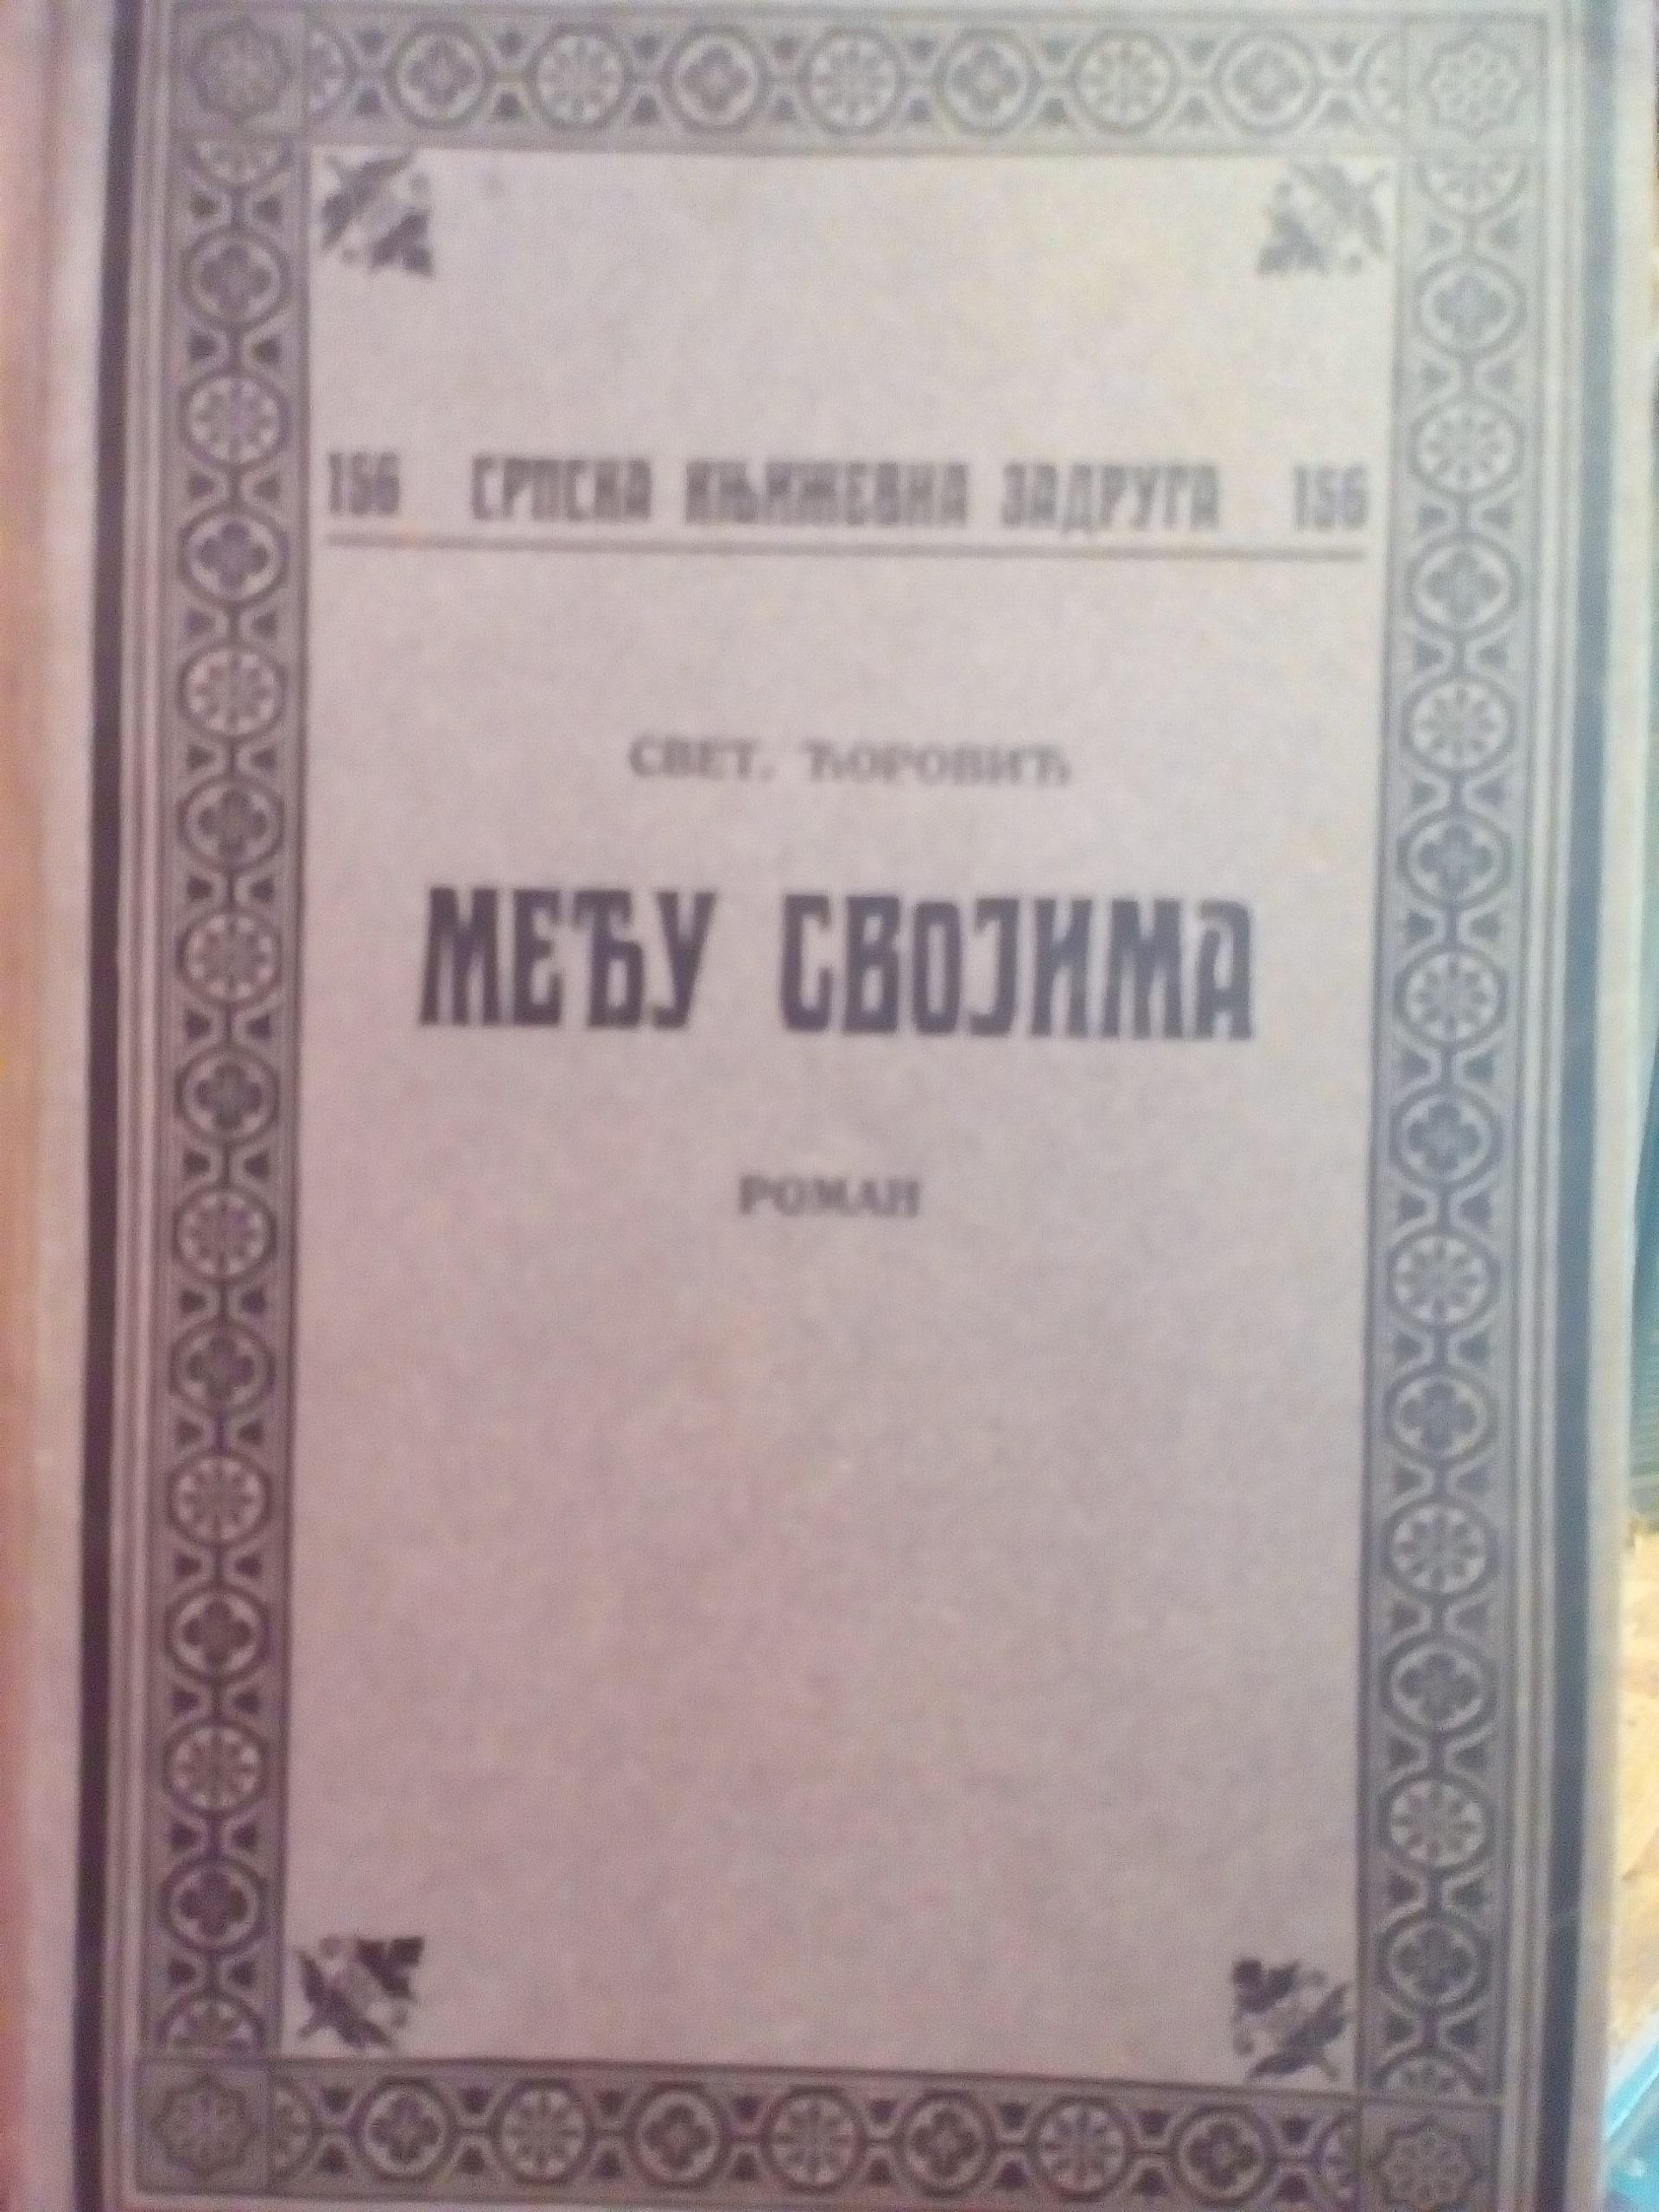 156 СРПСКА КЊИЖЕВНА ЗАДРУГА 156
СВЕТ. ЋОРОВИЋ
МЕЂУ СВОЈИМА
РОМАН